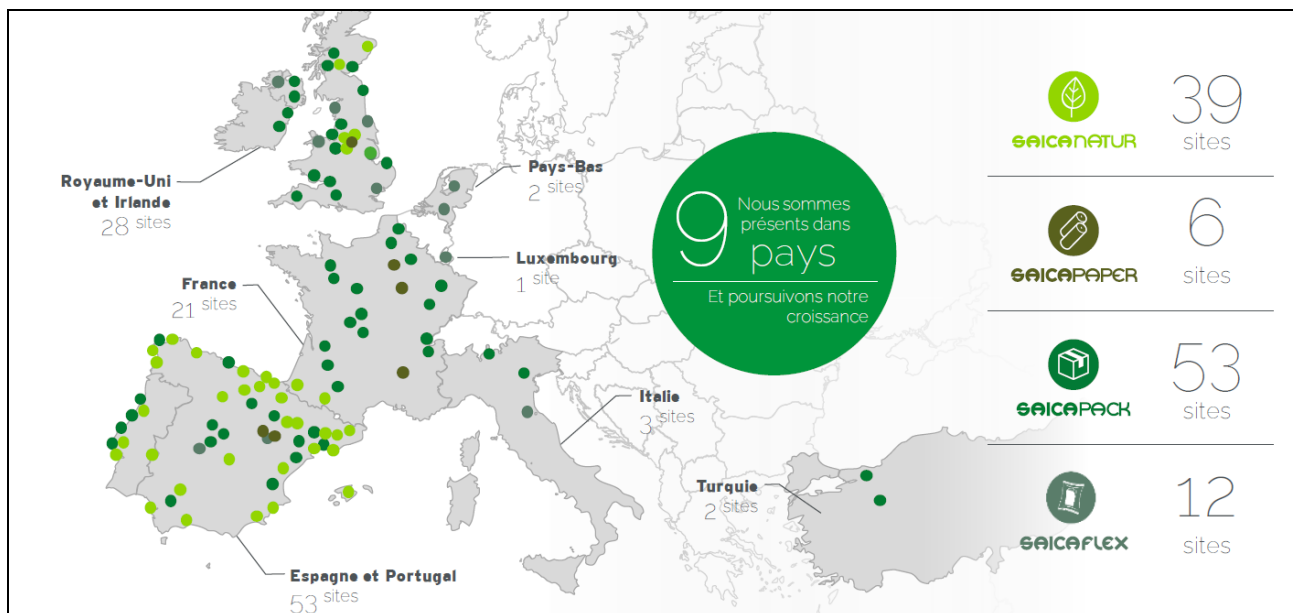 Royaume-Uni
et Irlande
28 sites
Pays-Bas
2 sites
Luxembourg
1 site
France
21 sites
Italie
3 sites
Turquie
2 sites
Espagne et Portugal
53 sites
9 Nous sommes
présents dans
pays
Et poursuivons notre
croissance
SAICANATUR
39
sites
SAICAPAPER
6
sites
SAICAPACK
53
sites
SAICAFLEX
12
sites